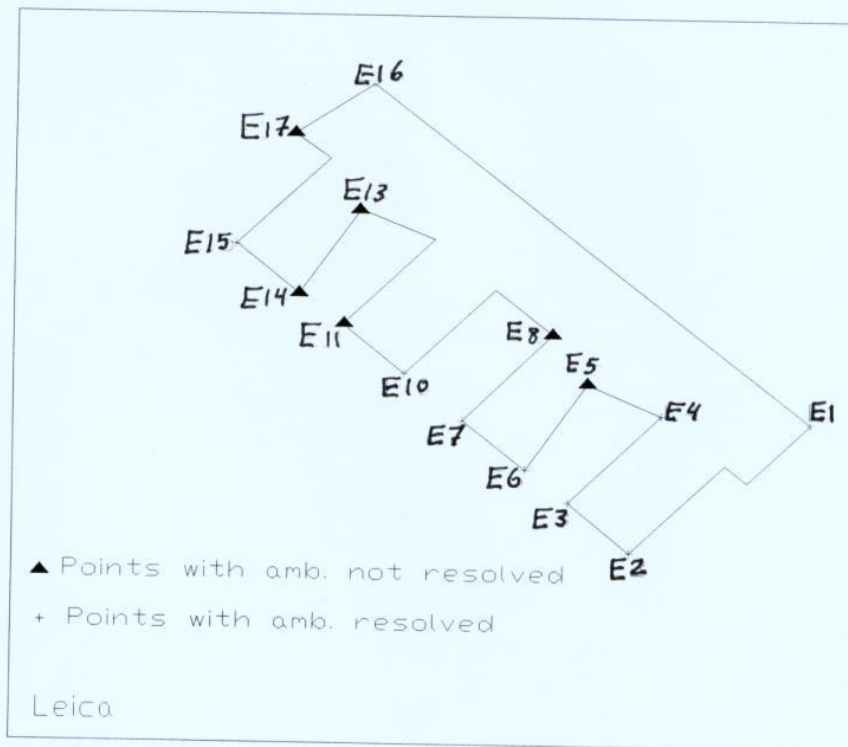 E16
E17
E13
E15
E14
E11
E8
E5
E10
E4
E1
E7
E6
E3
E2
Points with amb. not resolved
+ Points with amb. resolved
Leica